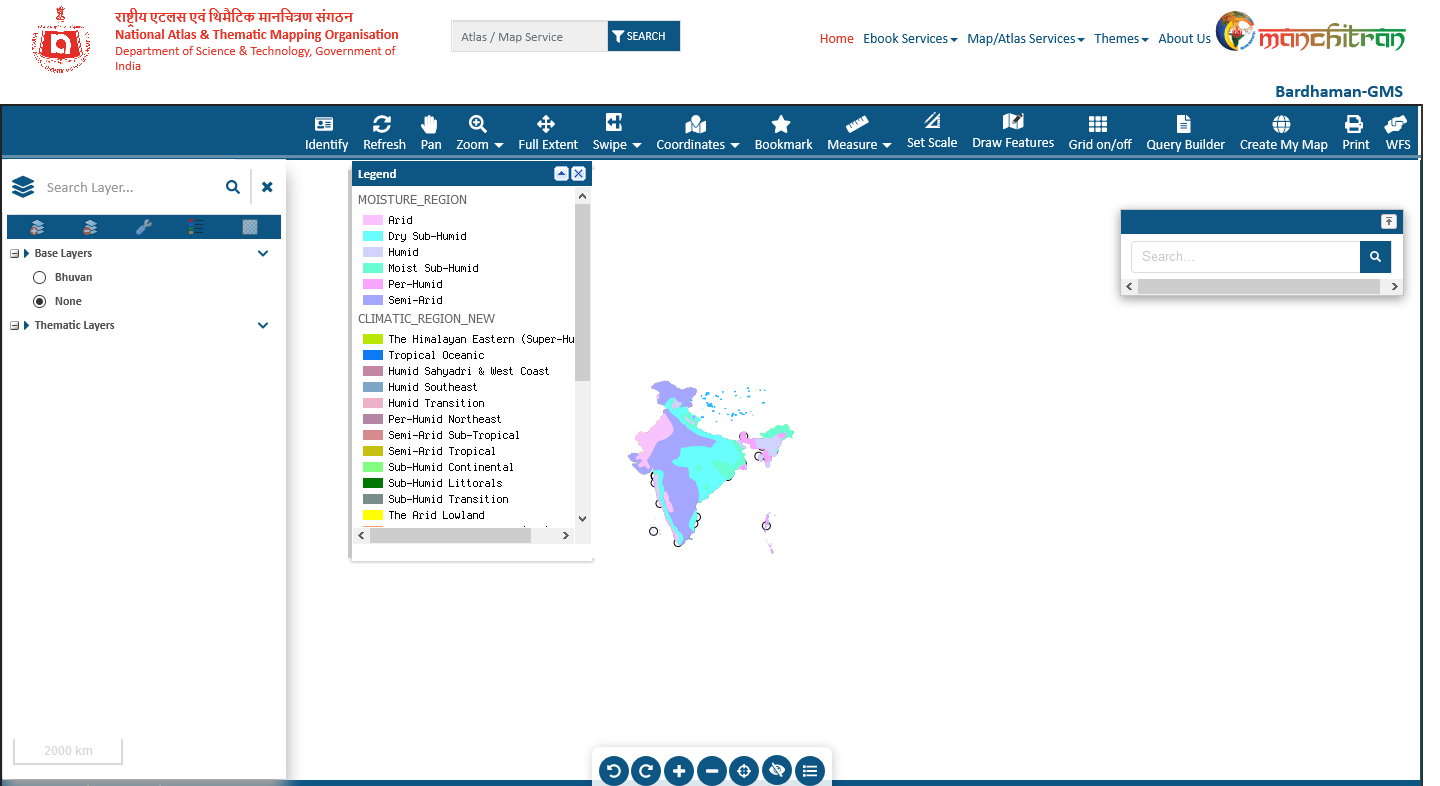 राष्ट्रीय एटलस एवं थिमैटिक मानचित्रण संगठन
National Atlas & Thematic Mapping Organisation
Department of Science & Technology, Government of
India
Atlas / Map Service
SEARCH
Home Ebook Services Map/Atlas Services Themes About Us
manchitran
Bardhaman-GMS
Identify Refresh Pan Zoom Full Extent Swipe Coordinates Bookmark Measure Set Scale Draw Features Grid on/off Query Builder Create My Map Print WFS
Search Layer...
Base Layers
Bhuvan
None
Thematic Layers
2000 km
Legend
MOISTURE_REGION
Arid
Dry Sub-Humid
Humid
Moist Sub-Humid
Per-Humid
Semi-Arid
CLIMATIC_REGION_NEW
The Himalayan Eastern (Super-Hu
Tropical Oceanic
Humid Sahyadri & West Coast
Humid Southeast
Humid Transition
Per-Humid Northeast
Semi-Arid Sub-Tropical
Semi-Arid Tropical
Sub-Humid Continental
Sub-Humid Littorals
Sub-Humid Transition
The Arid Lowland
Search...